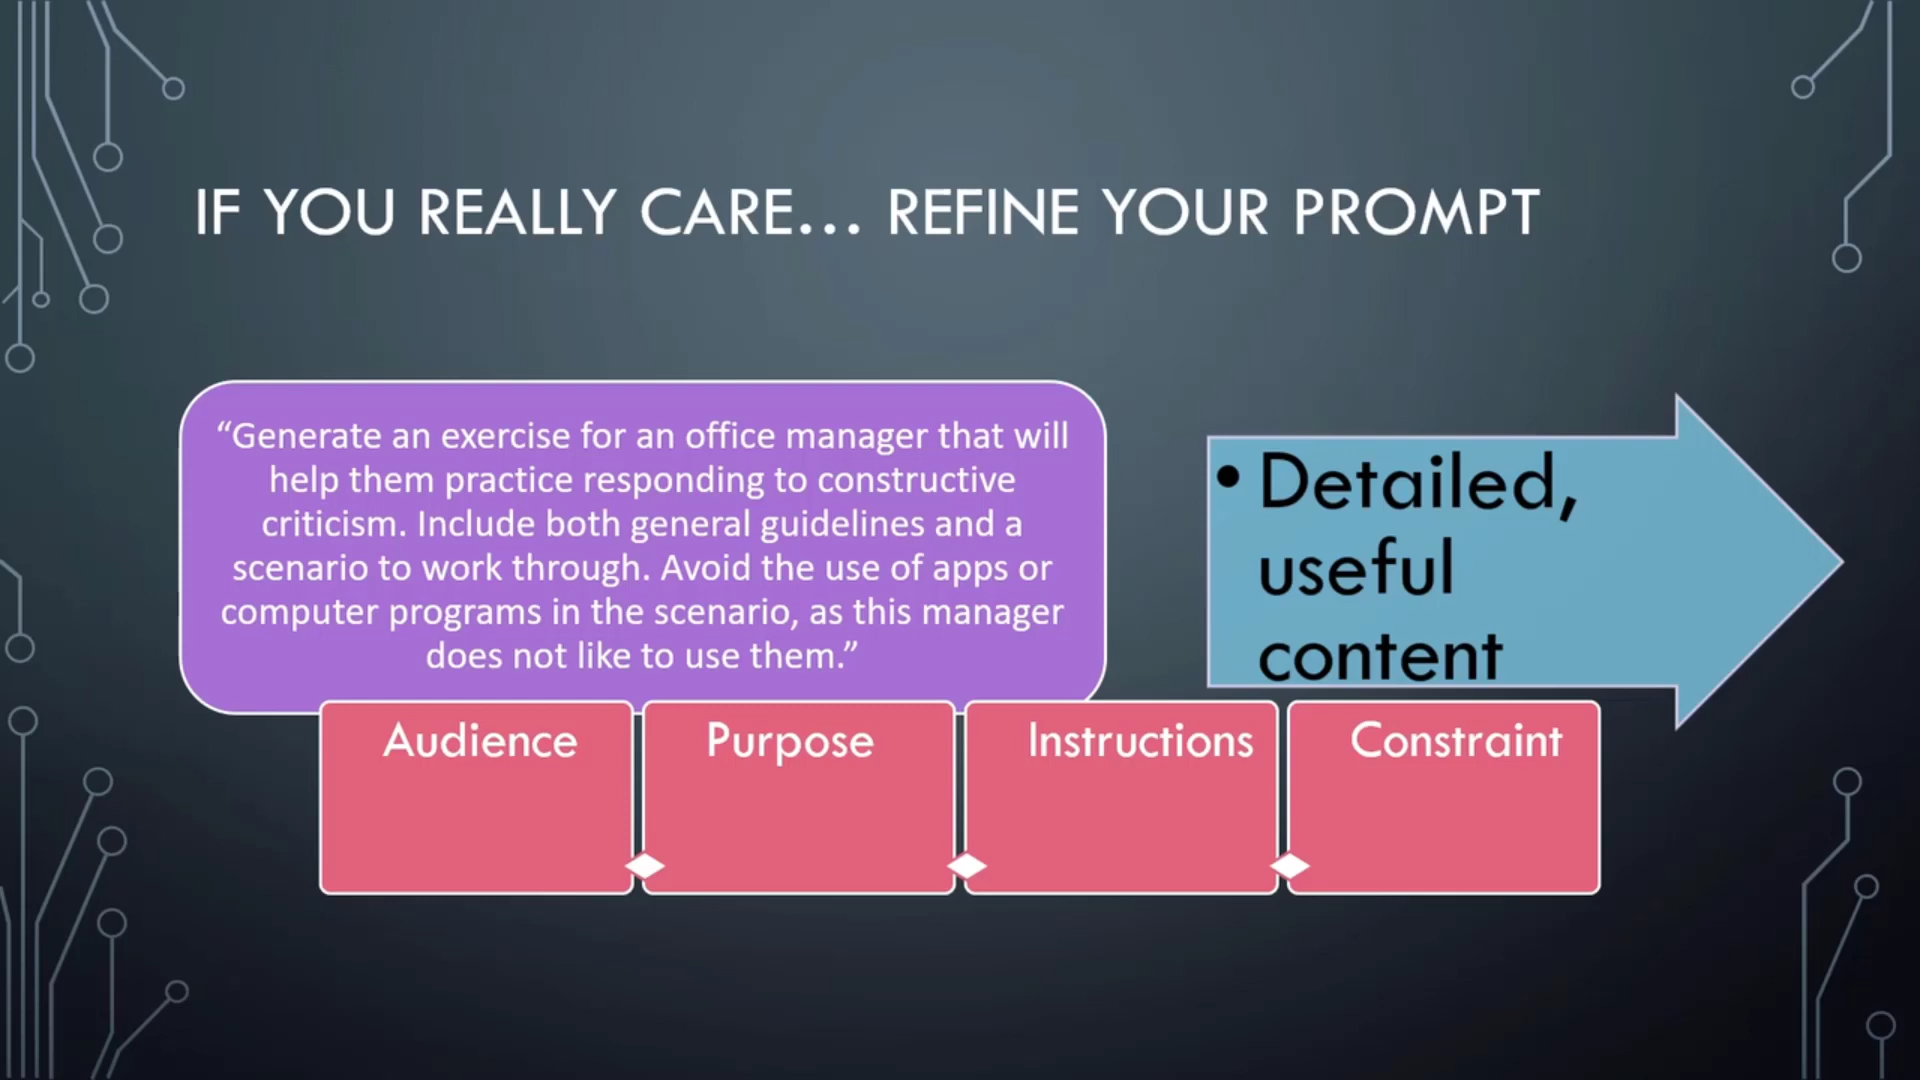 IF YOU REALLY CARE... REFINE YOUR PROMPT
“Generate an exercise for an office manager that will
help them practice responding to constructive
criticism. Include both general guidelines and a
scenario to work through. Avoid the use of apps or
computer programs in the scenario, as this manager
does not like to use them.”
• Detailed,
useful
content
Audience
Purpose
Instructions
Constraint